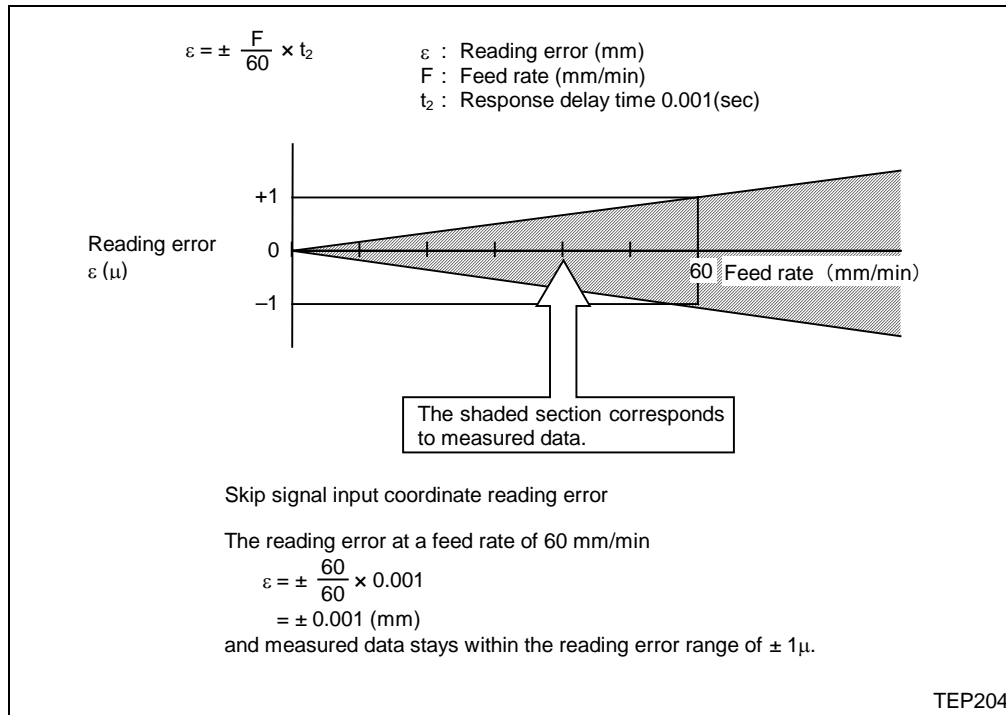 ε = ± F/60 × t₂
ε : Reading error (mm)
F : Feed rate (mm/min)
t₂ : Response delay time 0.001(sec)
+1
Reading error
ε (μ)
0
60 Feed rate（mm/min）
–1
The shaded section corresponds
to measured data.
Skip signal input coordinate reading error
The reading error at a feed rate of 60 mm/min
ε = ± 60/60 × 0.001
= ± 0.001 (mm)
and measured data stays within the reading error range of ± 1μ.
TEP204